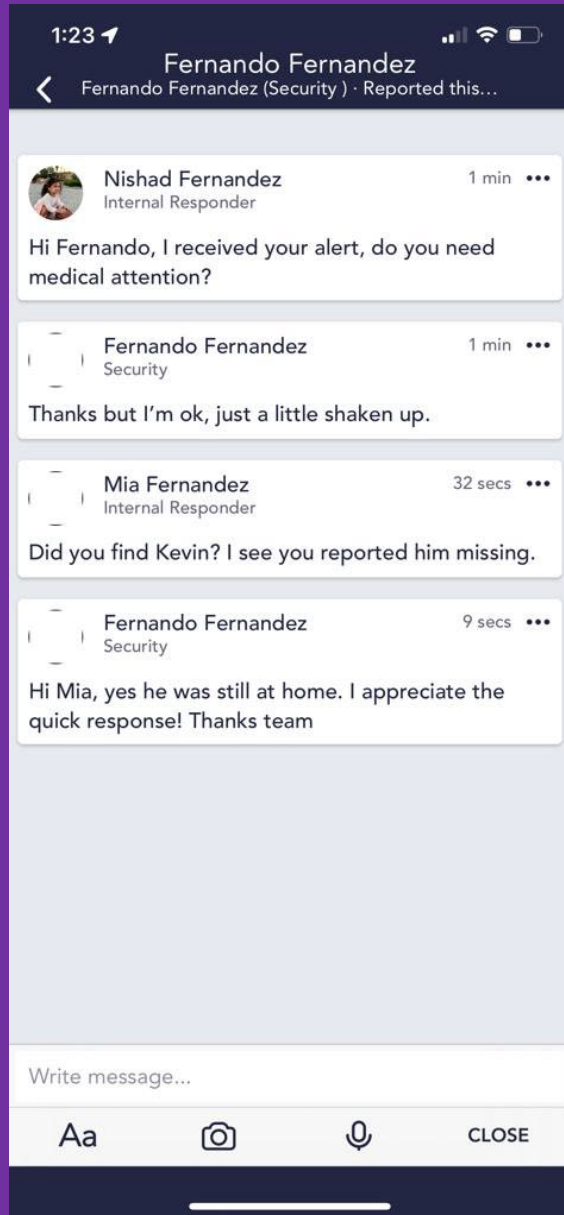 1:23
Fernando Fernandez
Fernando Fernandez (Security ) · Reported this...
Nishad Fernandez
1 min
Internal Responder
Hi Fernando, I received your alert, do you need
medical attention?
Fernando Fernandez
1 min
Security
Thanks but I’m ok, just a little shaken up.
Mia Fernandez
32 secs
Internal Responder
Did you find Kevin? I see you reported him missing.
Fernando Fernandez
9 secs
Security
Hi Mia, yes he was still at home. I appreciate the
quick response! Thanks team
Write message...
Aa
CLOSE